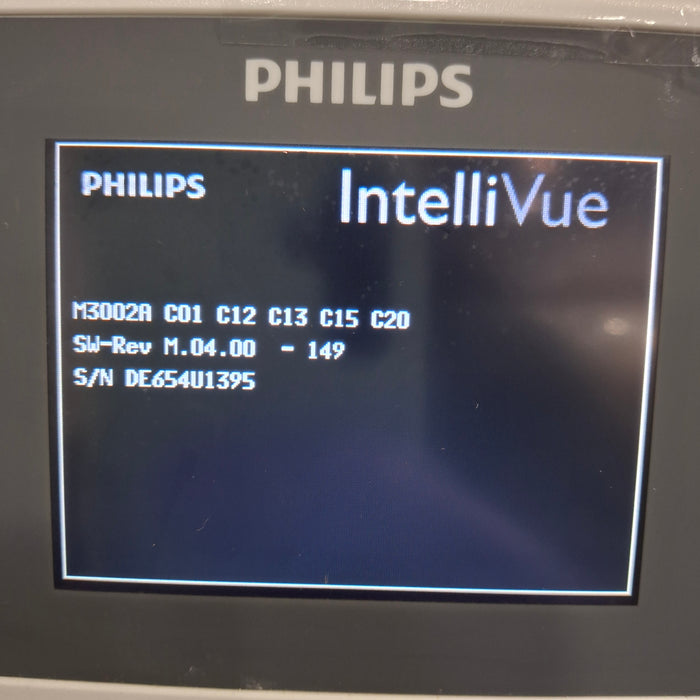 PHILIPS
PHILIPS IntelliVue
M3002A C01 C12 C13 C15 C20
SW-Rev M.04.00 - 149
S/N DE654U1395